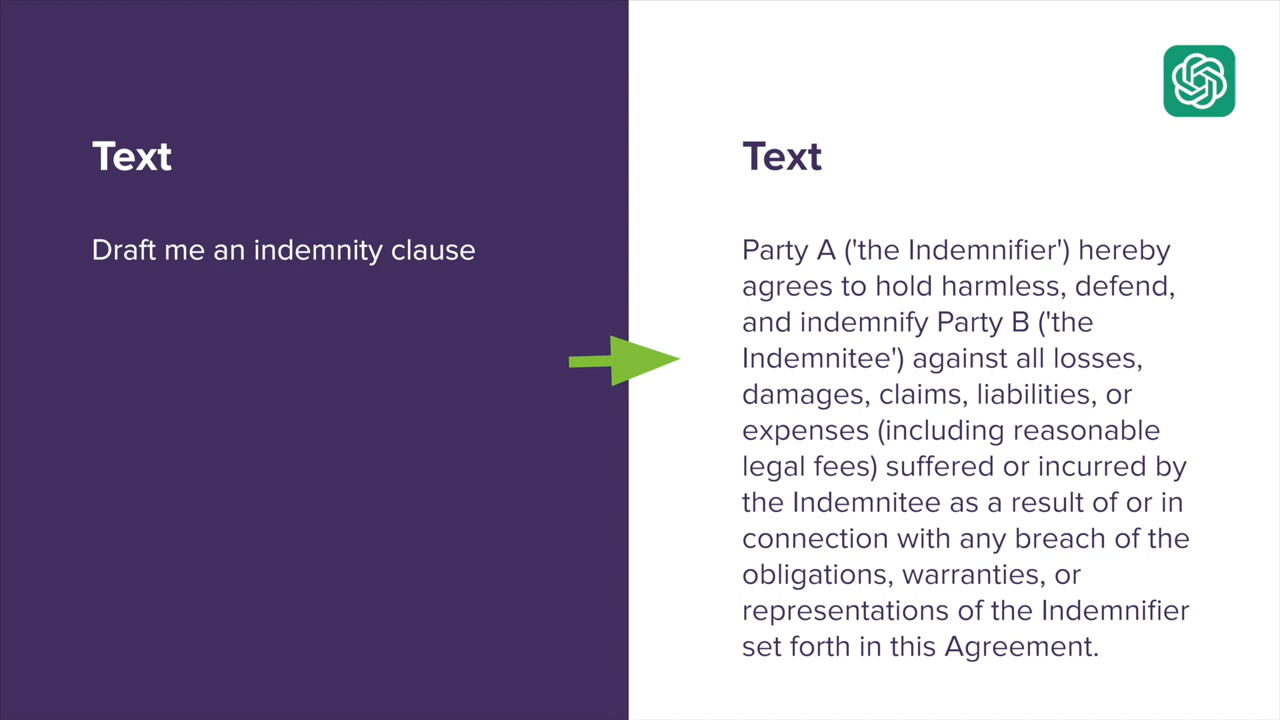 Text
Draft me an indemnity clause
Text
Party A ('the Indemnifier') hereby
agrees to hold harmless, defend,
and indemnify Party B ('the
Indemnitee') against all losses,
damages, claims, liabilities, or
expenses (including reasonable
legal fees) suffered or incurred by
the Indemnitee as a result of or in
connection with any breach of the
obligations, warranties, or
representations of the Indemnifier
set forth in this Agreement.